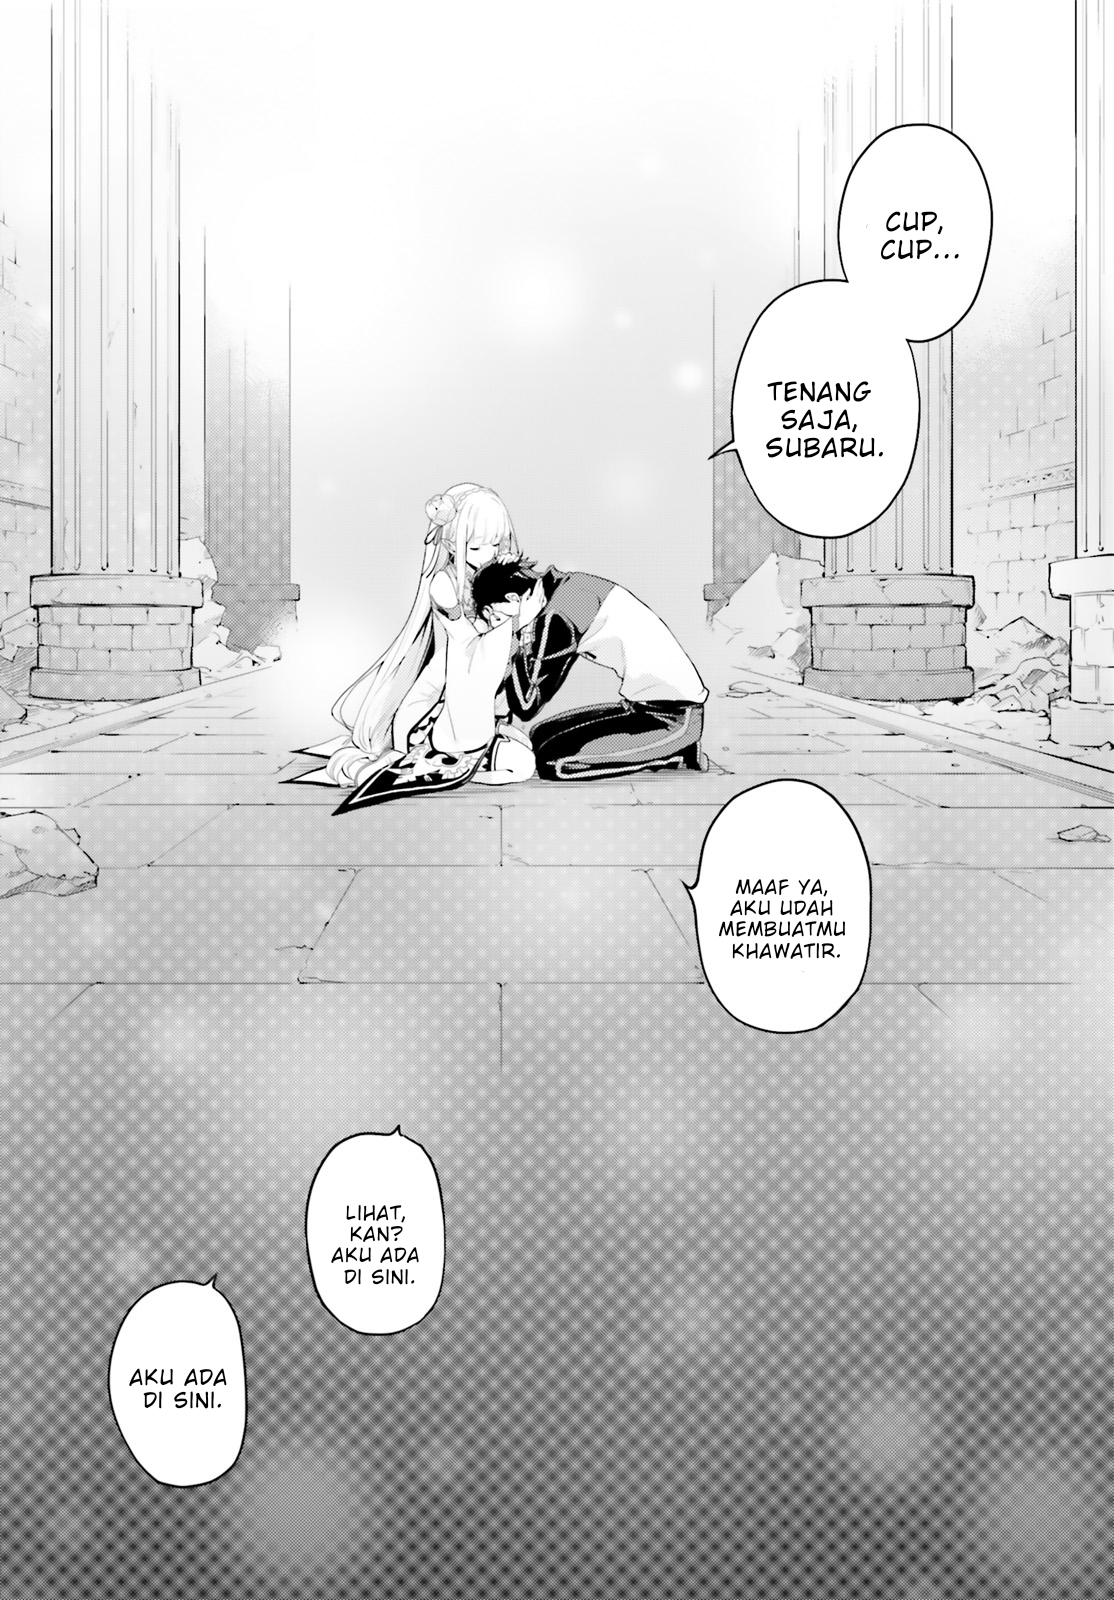 CUP,
CUP...
TENANG
SAJA,
SUBARU.
MAAF YA,
AKU UDAH
MEMBUATMU
KHAWATIR.
LIHAT,
KAN?
AKU ADA
DI SINI.
AKU ADA
DI SINI.